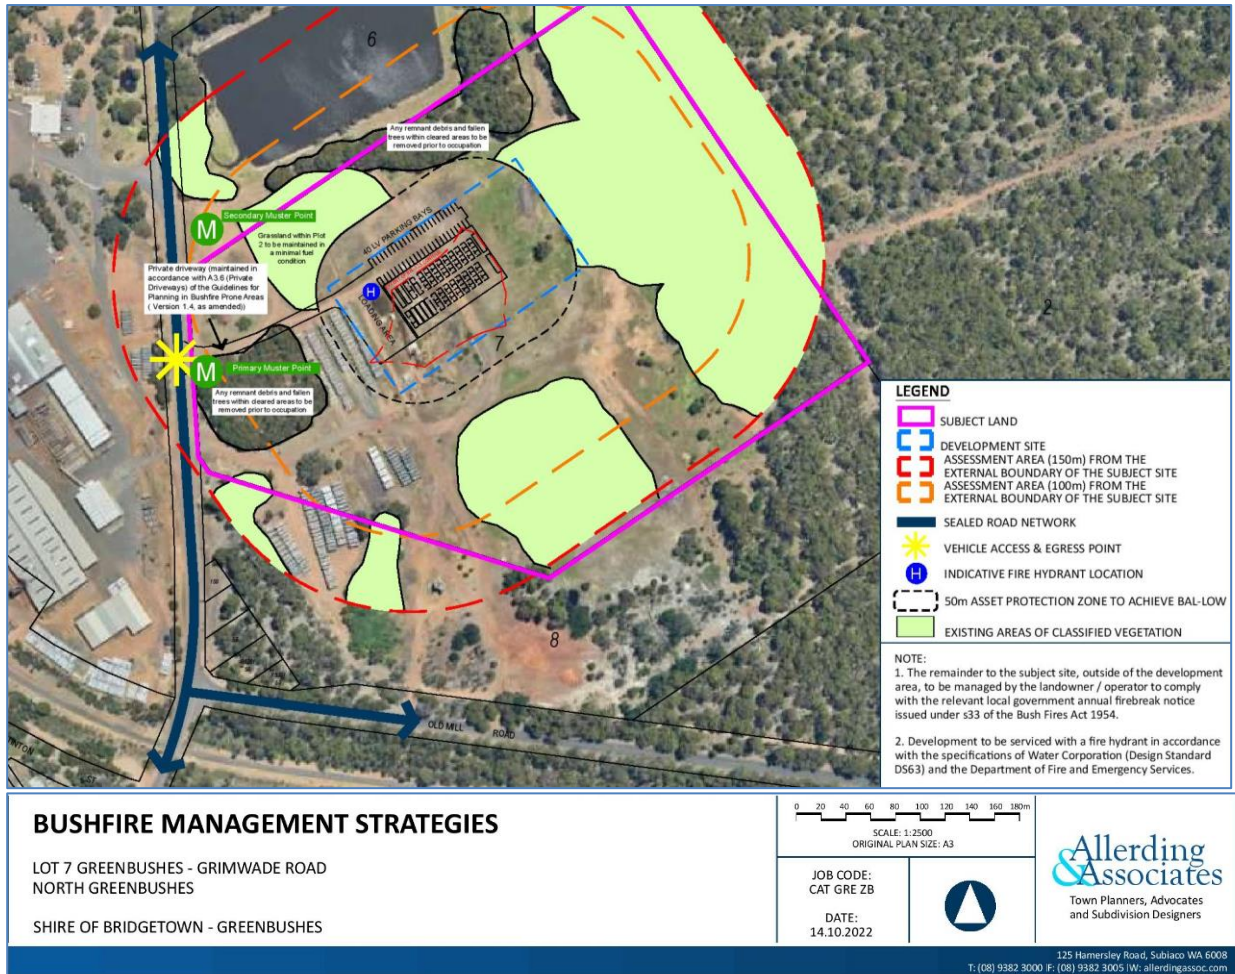 6
Any remnant debris and fallen
trees within cleared areas to be
removed prior to occupation
M
Secondary Muster Point
Grassland within Plot
2 to be maintained in
a minimal fuel
condition
40 LV PARKING BAYS
Private driveway (maintained in
accordance with A3.6 (Private
Driveways) of the Guidelines for
Planning in Bushfire Prone Areas
( Version 1.4, as amended))
H
LOADING AREA
7
2
M
Primary Muster Point
Any remnant debris and fallen
trees within cleared areas to be
removed prior to occupation
8
OLD MILL ROAD
LEGEND
SUBJECT LAND
DEVELOPMENT SITE
ASSESSMENT AREA (150m) FROM THE
EXTERNAL BOUNDARY OF THE SUBJECT SITE
ASSESSMENT AREA (100m) FROM THE
EXTERNAL BOUNDARY OF THE SUBJECT SITE
SEALED ROAD NETWORK
VEHICLE ACCESS & EGRESS POINT
H
INDICATIVE FIRE HYDRANT LOCATION
50m ASSET PROTECTION ZONE TO ACHIEVE BAL-LOW
EXISTING AREAS OF CLASSIFIED VEGETATION
NOTE:
1. The remainder to the subject site, outside of the development
area, to be managed by the landowner / operator to comply
with the relevant local government annual firebreak notice
issued under s33 of the Bush Fires Act 1954.
2. Development to be serviced with a fire hydrant in accordance
with the specifications of Water Corporation (Design Standard
DS63) and the Department of Fire and Emergency Services.
BUSHFIRE MANAGEMENT STRATEGIES
LOT 7 GREENBUSHES - GRIMWADE ROAD
NORTH GREENBUSHES
SHIRE OF BRIDGETOWN - GREENBUSHES
0 20 40 60 80 100 120 140 160 180m
SCALE: 1:2500
ORIGINAL PLAN SIZE: A3
JOB CODE:
CAT GRE ZB
DATE:
14.10.2022
Allerding
&Associates
Town Planners, Advocates
and Subdivision Designers
125 Hamersley Road, Subiaco WA 6008
T: (08) 9382 3000 |F: (08) 9382 3005 |W: allerdingassoc.com